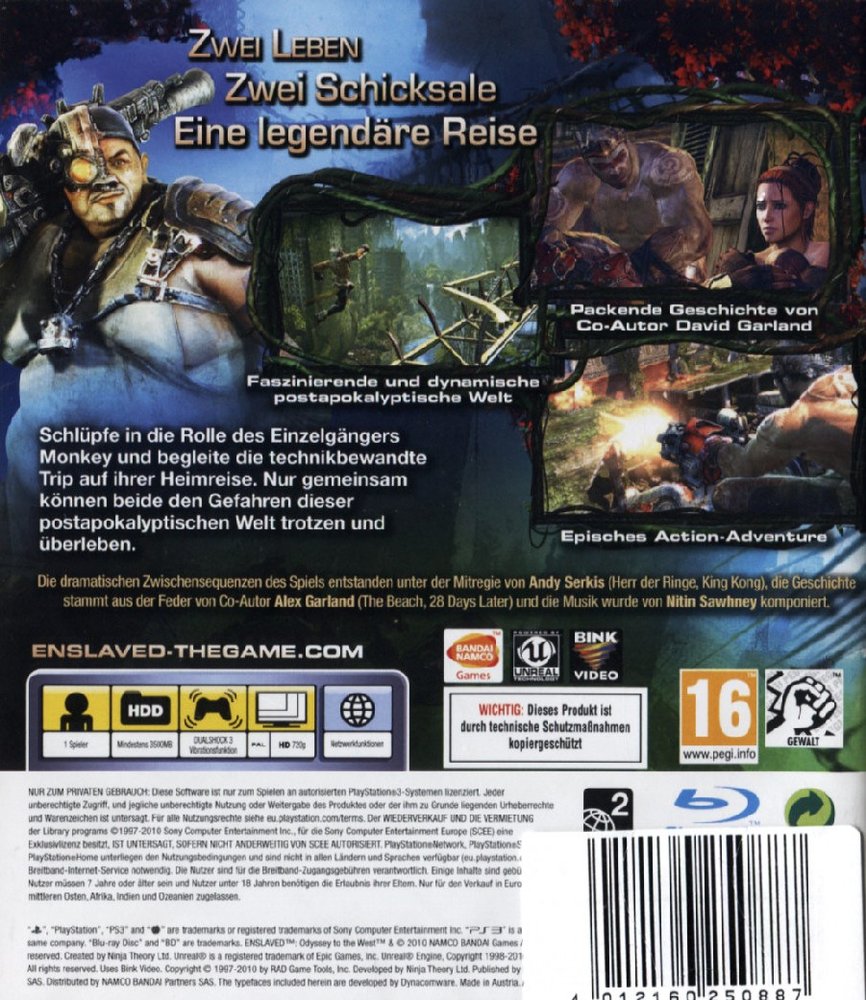 Zwei Leben
Zwei Schicksale
Eine legendäre Reise
Packende Geschichte von
Co-Autor David Garland
Faszinierende und dynamische
postapokalyptische Welt
Schlüpfe in die Rolle des Einzelgängers
Monkey und begleite die technikbewandte
Trip auf ihrer Heimreise. Nur gemeinsam
können beide den Gefahren dieser
postapokalyptischen Welt trotzen und
überleben.
Episches Action-Adventure
Die dramatischen Zwischensequenzen des Spiels entstanden unter der Mitregie von Andy Serkis (Herr der Ringe, King Kong), die Geschichte
stammt aus der Feder von Co-Autor Alex Garland (The Beach, 28 Days Later) und die Musik wurde von Nitin Sawhney komponiert.
ENSLAVED-THEGAME.COM
BANDAI
NAMCO
Games
POWERED BY
UNREAL
TECHNOLOGY
BINK
VIDEO
WICHTIG: Dieses Produkt ist
durch technische Schutzmaßnahmen
kopiergeschützt
16
www.pegi.info
GEWALT
HDD
1 Spieler
Mindestens 3500MB
DUALSHOCK 3
Vibrationsfunktion
PAL
HD 720p
Netzwerkfunktionen
NUR ZUM PRIVATEN GEBRAUCH: Diese Software ist nur zum Spielen an autorisierten PlayStation®3-Systemen lizenziert. Jeder
unberechtigte Zugriff, und jegliche unberechtigte Nutzung oder Weitergabe des Produktes oder der ihm zu Grunde liegenden Urheberrechte
und Warenzeichen ist untersagt. Für alle Nutzungsrechte siehe eu.playstation.com/terms. Der WIEDERVERKAUF UND DIE VERMIETUNG
der Library programs ©1997-2010 Sony Computer Entertainment Inc., für die Sony Computer Entertainment Europe (SCEE) eine
Exklusivlizenz besitzt, IST UNTERSAGT, SOFERN NICHT ANDERWEITIG VON SCEE AUTORISIERT. PlayStation®Network, PlayStation®S
PlayStation®Home unterliegen den Nutzungsbedingungen und sind nicht in allen Ländern und Sprachen verfügbar (eu.playstation.
Breitband-Internet-Service notwendig. Die Nutzer sind für die Breitband-Zugangsgebühren verantwortlich. Einige Inhalte sind gebü
Nutzer müssen 7 Jahre oder älter sein und Nutzer unter 18 Jahren benötigen die Erlaubnis ihrer Eltern. Nur für den Verkauf in Euro
mittleren Osten, Afrika, Indien und Ozeanien zugelassen.
2
"PlayStation", "PS3" and are trademarks or registered trademarks of Sony Computer Entertainment Inc. "PS3" is a
same company. "Blu-ray Disc" and "BD" are trademarks. ENSLAVED™: Odyssey to the West™ & © 2010 NAMCO BANDAI Games
reserved. Created by Ninja Theory Ltd. Unreal® is a registered trademark of Epic Games, Inc. Unreal® Engine, Copyright 1998-201
All rights reserved. Uses Bink Video. Copyright © 1997-2010 by RAD Game Tools, Inc. Developed by Ninja Theory Ltd. Published by
SAS. Distributed by NAMCO BANDAI Partners SAS. The typefaces included herein are developed by Dynacomware. Made in Austria.
4 012160 250887